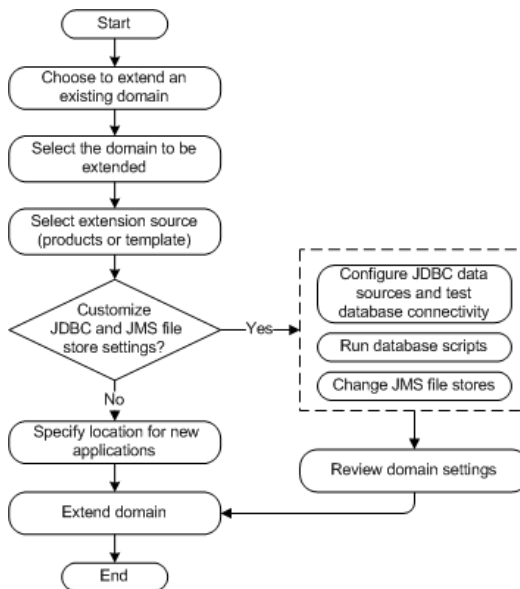 Start
Choose to extend an
existing domain
Select the domain to be
extended
Select extension source
(products or template)
Customize
JDBC and JMS file
store settings?
Yes
Configure JDBC data
sources and test
database connectivity
Run database scripts
Change JMS file stores
No
Specify location for new
applications
Review domain settings
Extend domain
End